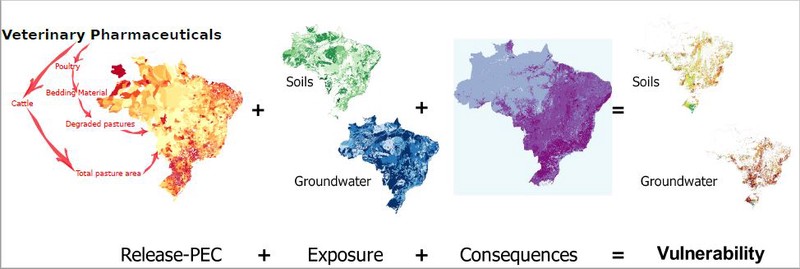 Veterinary Pharmaceuticals
Poultry
Bedding Material
Cattle
Degraded pastures
Total pasture area
+
Soils
Groundwater
+
=
Soils
Groundwater
Release-PEC + Exposure + Consequences = Vulnerability